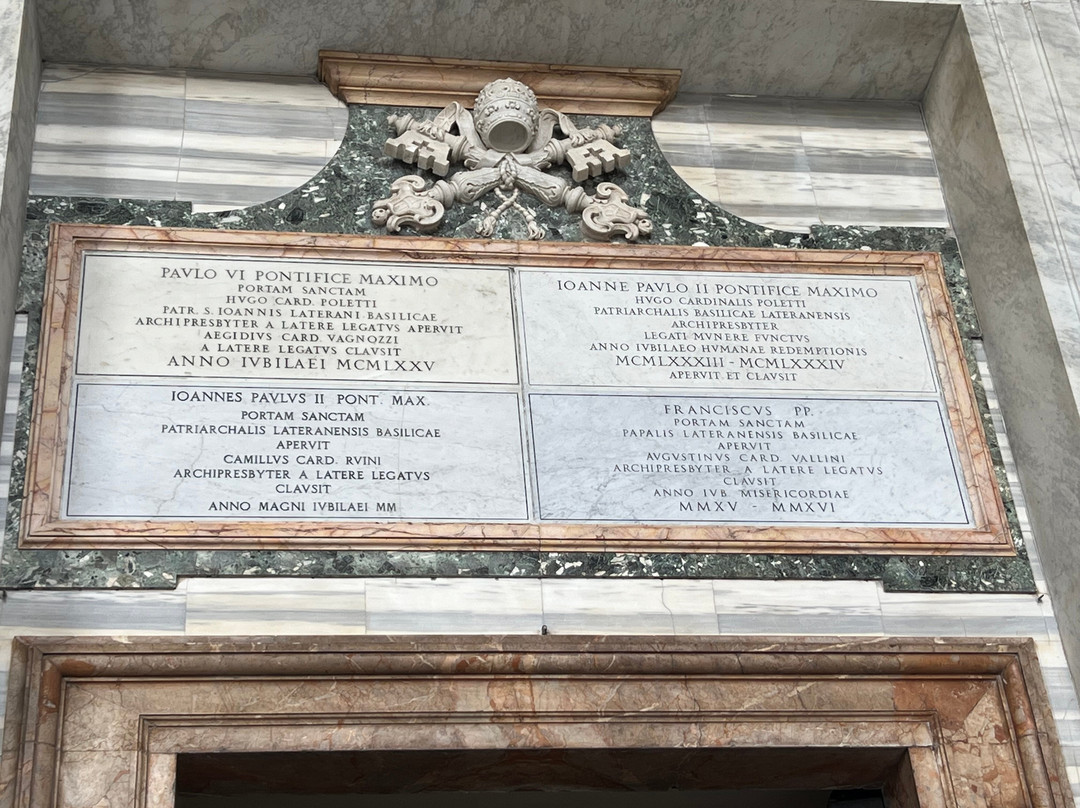 PAVLO VI PONTIFICE MAXIMO
PORTAM SANCTAM
HVGO CARD. POLETTI
PATR. S. IOANNIS LATERANI BASILICAE
ARCHIPRESBYTER A LATERE LEGATVS APERVIT
AEGIDIVS CARD. VAGNOZZI
A LATERE LEGATVS CLAVSIT
ANNO IVBILAEI MCMLXXV
IOANNE PAVLO II PONTIFICE MAXIMO
HVGO CARDINALIS POLETTI
PATRIARCHALIS BASILICAE LATERANENSIS
ARCHIPRESBYTER
LEGATI MVNERE FVNCTVS
ANNO IVBILAEO HVMANAE REDEMPTIONIS
MCMLXXXIII - MCMLXXXIV
APERVIT ET CLAVSIT
IOANNES PAVLVS II PONT. MAX.
PORTAM SANCTAM
PATRIARCHALIS LATERANENSIS BASILICAE
APERVIT
CAMILLVS CARD. RVINI
ARCHIPRESBYTER A LATERE LEGATVS
CLAVSIT
ANNO MAGNI IVBILAEI MM
FRANCISCVS PP.
PORTAM SANCTAM
PAPALIS LATERANENSIS BASILICAE
APERVIT
AVGVSTINVS CARD. VALLINI
ARCHIPRESBYTER A LATERE LEGATVS
CLAVSIT
ANNO IVB. MISERICORDIAE
MMXV - MMXVI